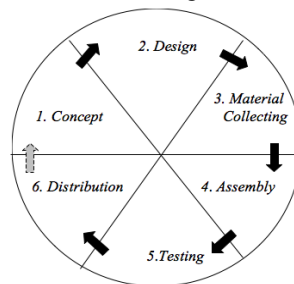 2. Design
1. Concept
3. Material
Collecting
6. Distribution
4. Assembly
5.Testing